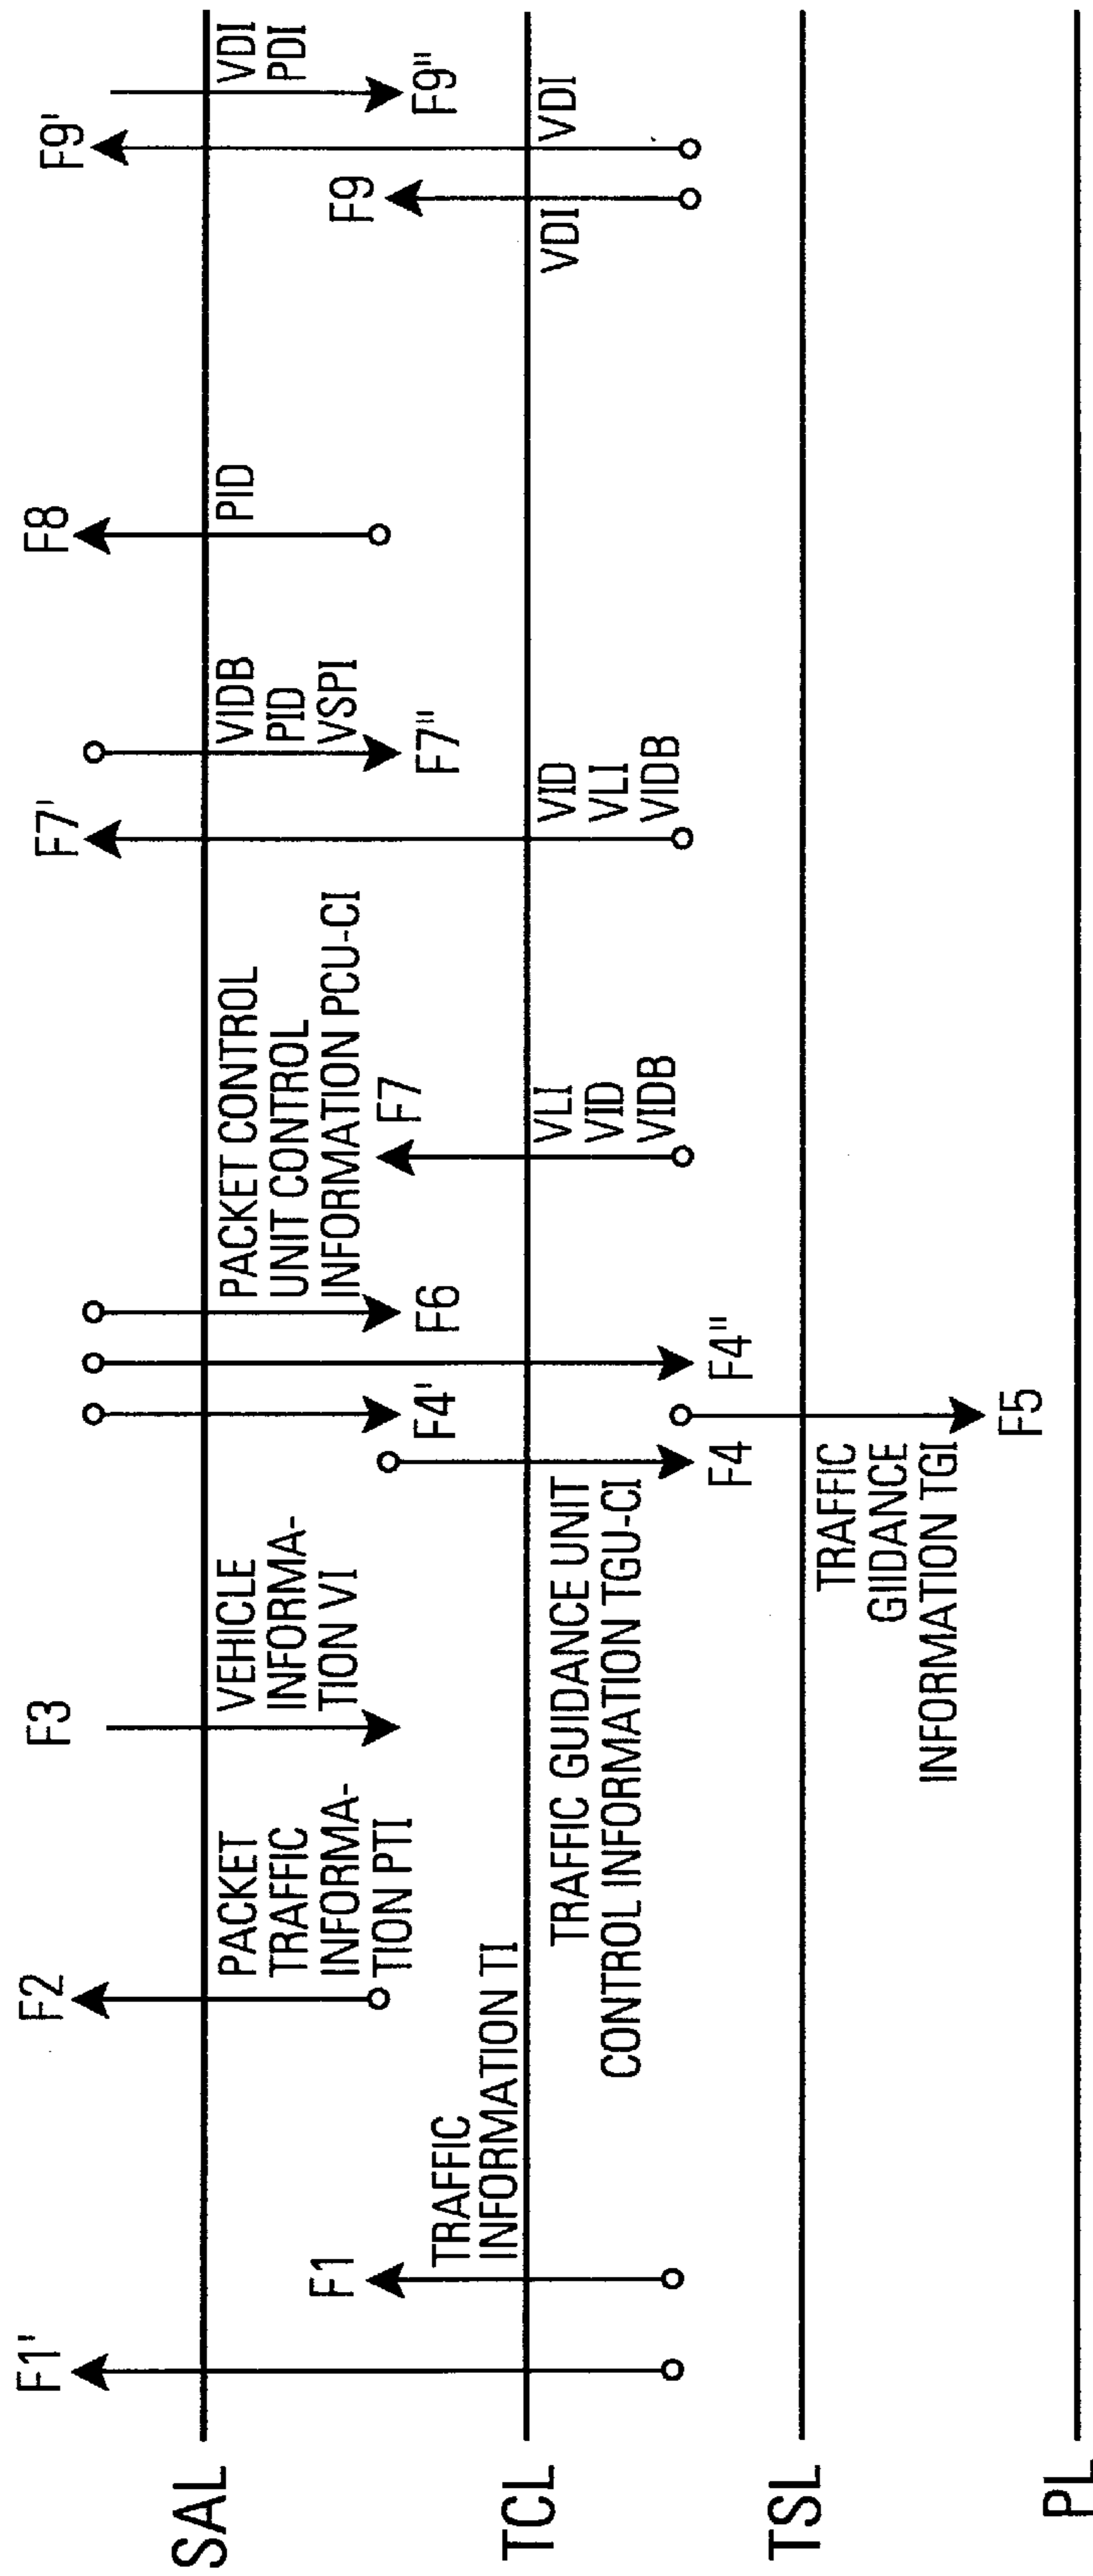 F1'
F1
TRAFFIC
INFORMATION TI
F2
PACKET
TRAFFIC
INFORMA-
TION PTI
F3
VEHICLE
INFORMA-
TION VI
F4'
F4
F4"
TRAFFIC GUIDANCE UNIT
CONTROL INFORMATION TGU-CI
F5
TRAFFIC
GIIDANCE
INFORMATION TGI
F6
PACKET CONTROL
UNIT CONTROL
INFORMATION PCU-CI
F7
VLI
VID
VIDB
F7'
VID
VLI
VIDB
F7"
VIDB
PID
VSPI
F8
PID
F9
VDI
F9'
VDI
F9"
VDI
PDI
SAL
TCL
TSL
PL